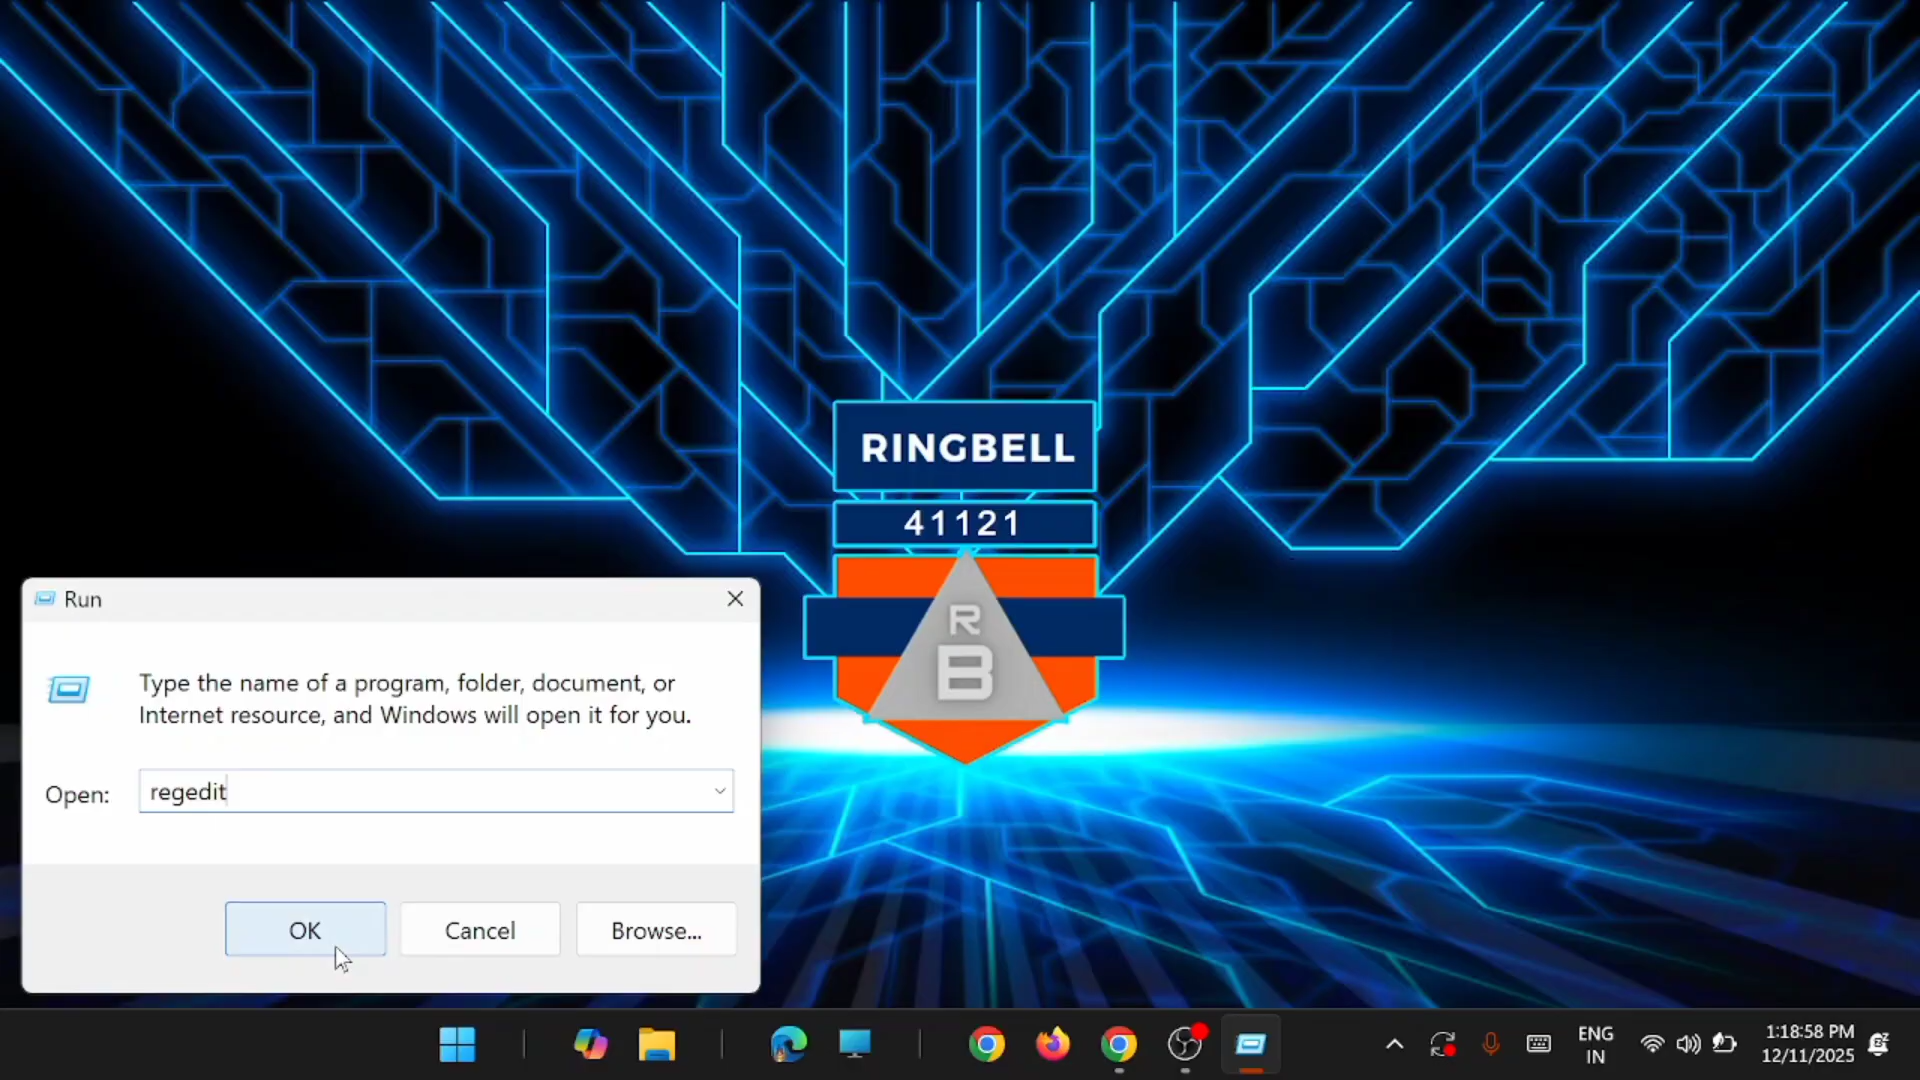 RINGBELL
41121
R
B
Run
Type the name of a program, folder, document, or
Internet resource, and Windows will open it for you.
Open:
regedit
OK
Cancel
Browse...
ENG
IN
1:18:58 PM
12/11/2025